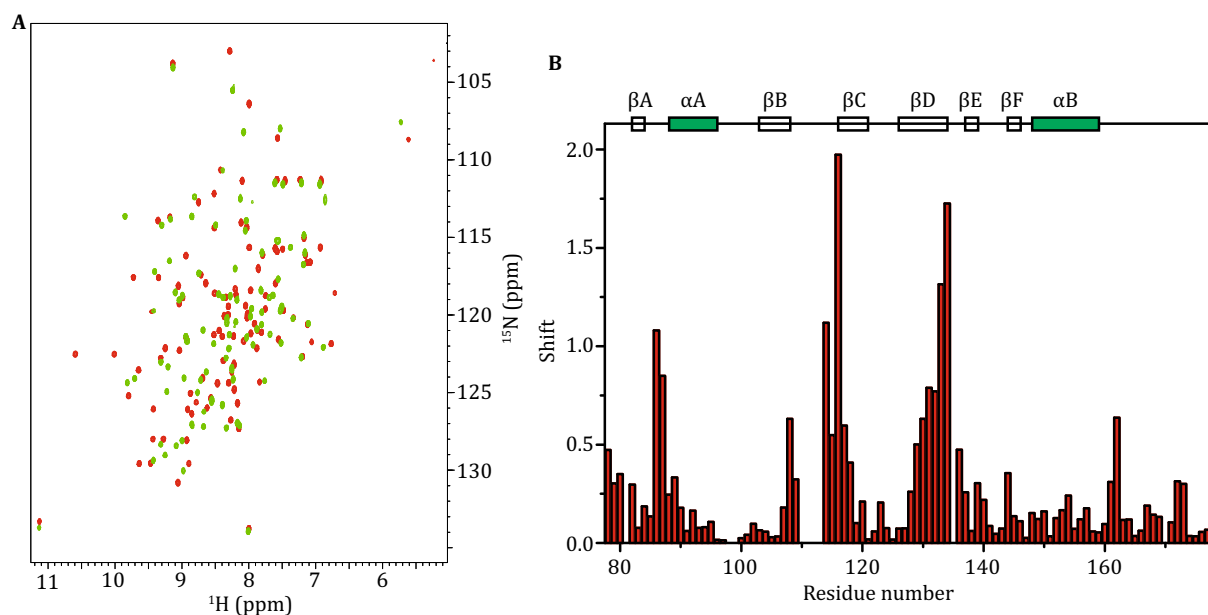 A
105
110
115
120
125
130
¹⁵N (ppm)
11 10 9 8 7 6
¹H (ppm)
B
βA αA βB βC βD βE βF αB
2.0
1.5
1.0
0.5
0.0
Shift
80 100 120 140 160
Residue number